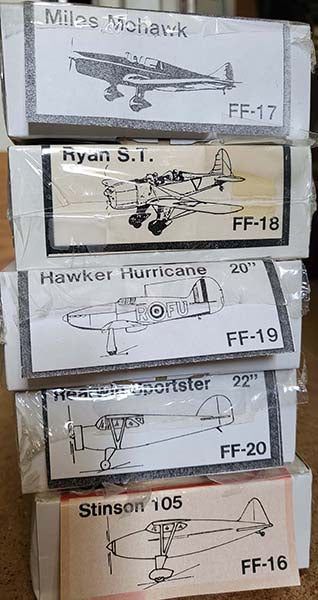 Miles Mohawk
FF-17
Ryan S.T.
FF-18
Hawker Hurricane 20"
R FU
FF-19
Sportster 22"
FF-20
Stinson 105
FF-16